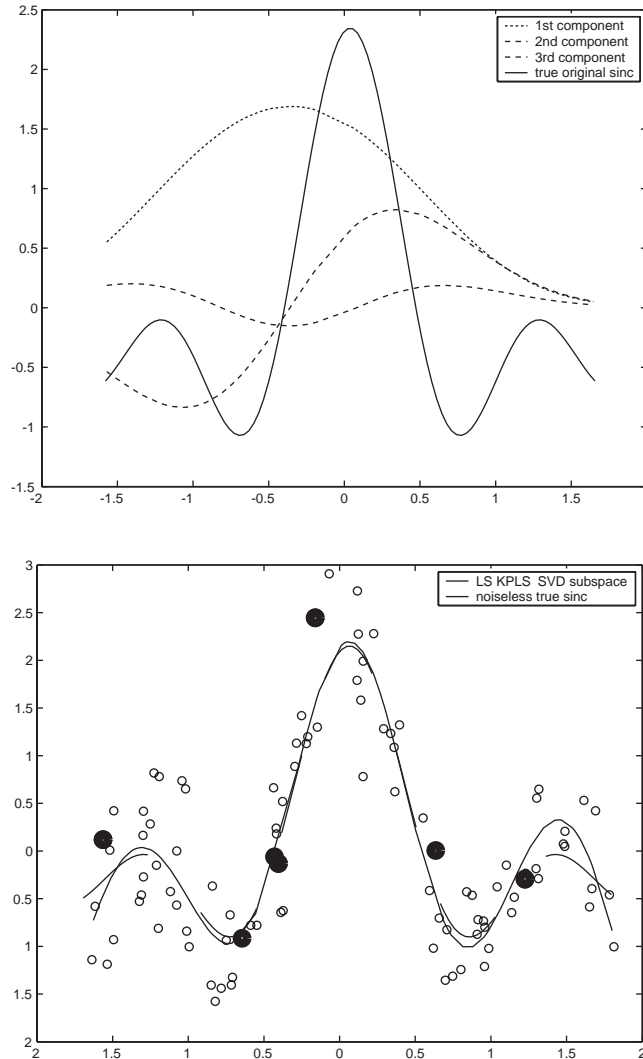 2.5
1st component
2nd component
3rd component
true original sinc
2
1.5
1
0.5
0
-0.5
-1
-1.5
-2 -1.5 -1 -0.5 0 0.5 1 1.5 2
3
LS KPLS SVD subspace
noiseless true sinc
2.5
2
1.5
1
0.5
0
0.5
1
1.5
2
2 1.5 1 0.5 0 0.5 1 1.5 2